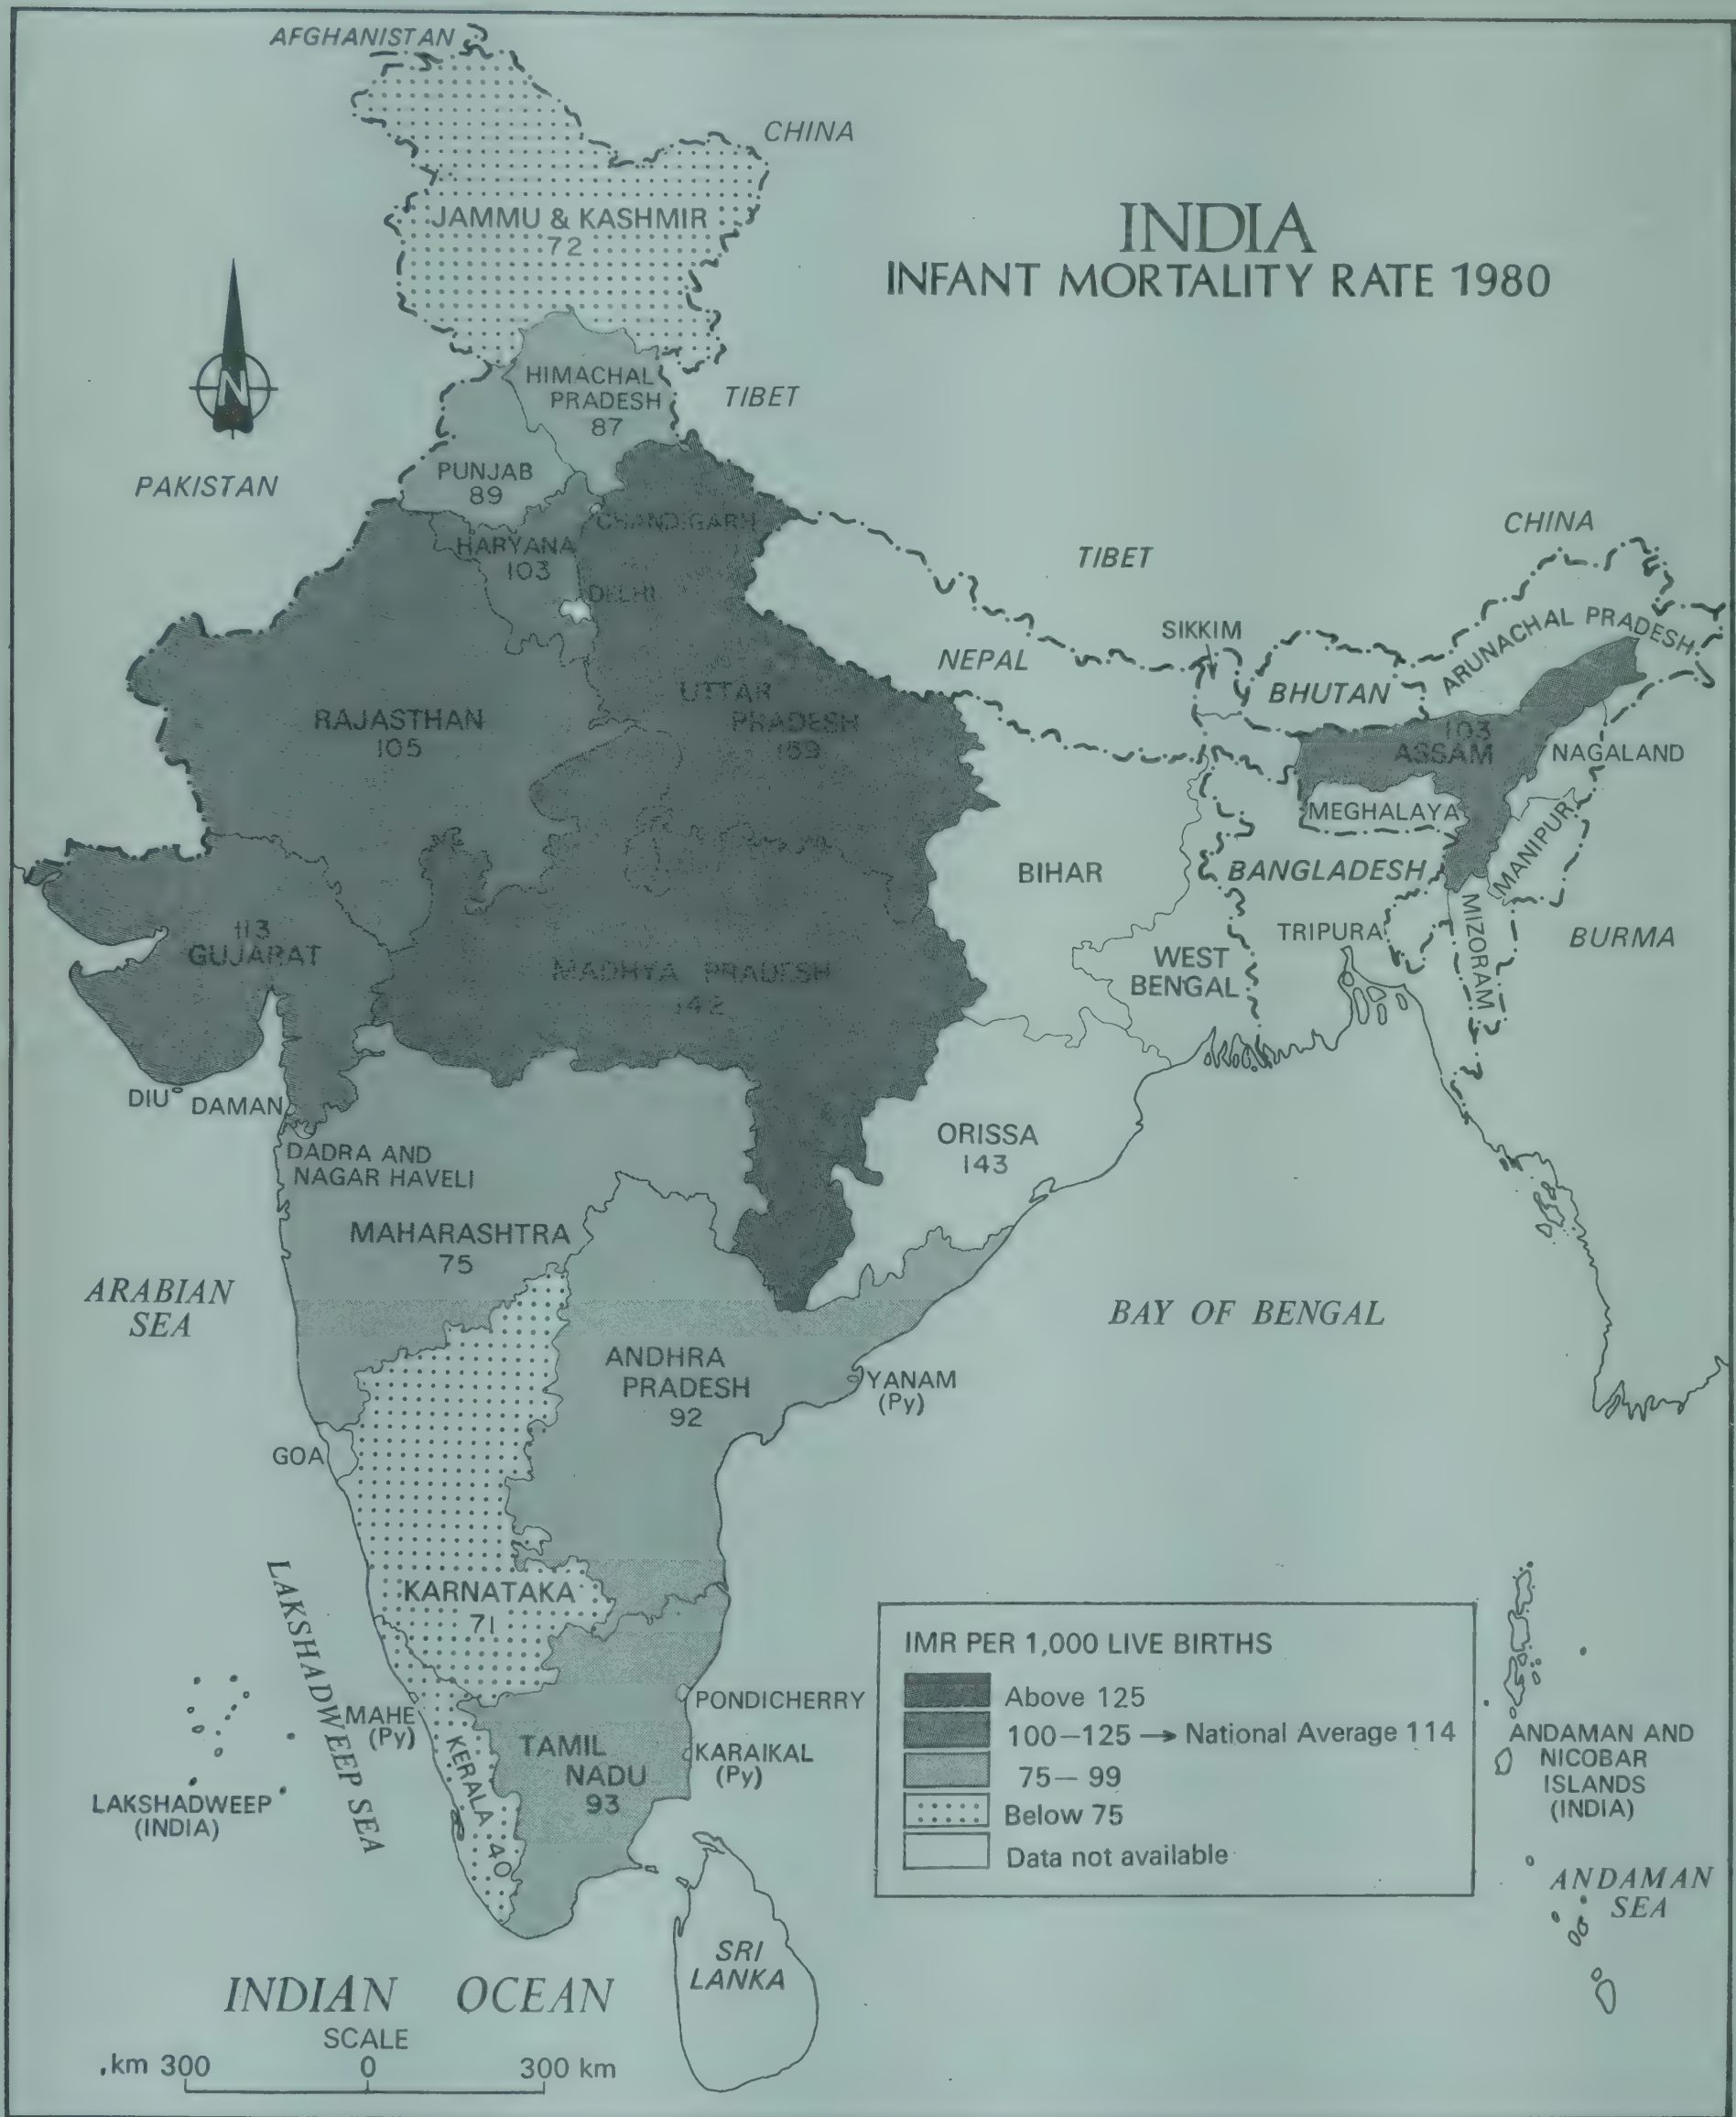 AFGHANISTAN
CHINA
JAMMU & KASHMIR
72
INDIA
INFANT MORTALITY RATE 1980
N
HIMACHAL
PRADESH
87
TIBET
PUNJAB
89
PAKISTAN
CHANDIGARH
HARYANA
103
DELHI
CHINA
TIBET
SIKKIM
ARUNACHAL PRADESH
NEPAL
BHUTAN
UTTAR
PRADESH
159
RAJASTHAN
105
103
ASSAM
NAGALAND
MEGHALAYA
MANIPUR
BIHAR
BANGLADESH
TRIPURA
MIZORAM
BURMA
113
GUJARAT
WEST
BENGAL
MADHYA PRADESH
142
DIU
DAMAN
DADRA AND
NAGAR HAVELI
ORISSA
143
MAHARASHTRA
75
ARABIAN
SEA
BAY OF BENGAL
ANDHRA
PRADESH
92
YANAM
(Py)
GOA
KARNATAKA
71
LAKSHADWEEP SEA
IMR PER 1,000 LIVE BIRTHS
Above 125
100–125 → National Average 114
75– 99
Below 75
Data not available
PONDICHERRY
MAHE
(Py)
KERALA 40
TAMIL
NADU
93
KARAIKAL
(Py)
ANDAMAN AND
NICOBAR
ISLANDS
(INDIA)
LAKSHADWEEP
(INDIA)
ANDAMAN
SEA
SRI
LANKA
INDIAN OCEAN
SCALE
km 300 0 300 km